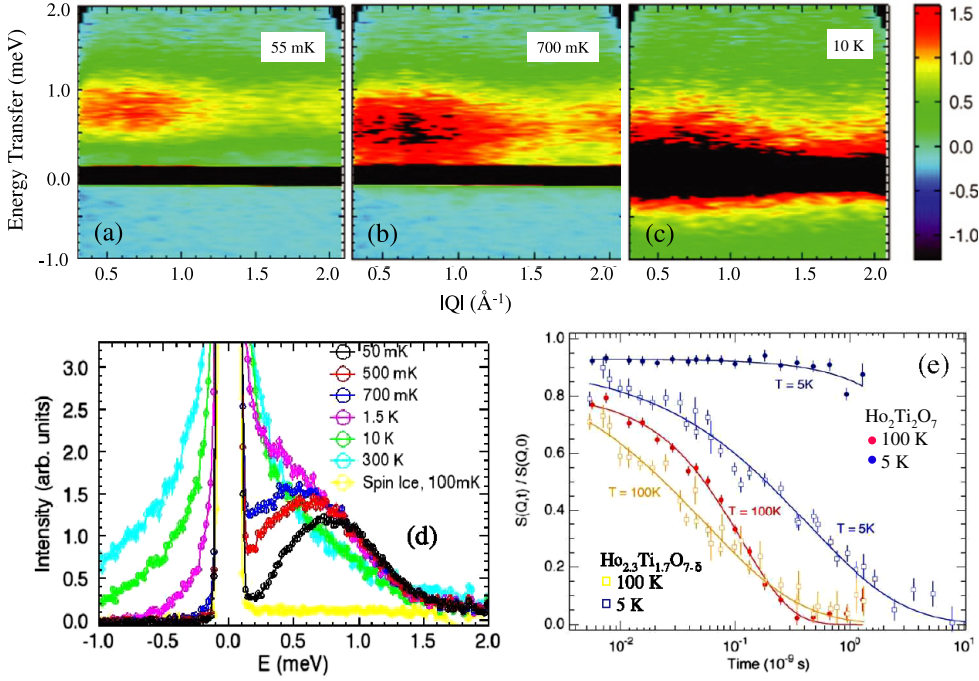 2.0
1.0
0.0
-1.0
Energy Transfer (meV)
55 mK
700 mK
10 K
(a)
(b)
(c)
1.0 1.5 2.0
1.0 1.5 2.0
1.0 1.5 2.0
|Q| (Å⁻¹)
1.5
1.0
0.5
0.0
-0.5
-1.0
3.0
2.5
2.0
1.5
1.0
0.5
0.0
Intensity (arb. units)
50 mK
500 mK
700 mK
1.5 K
10 K
300 K
Spin Ice, 100mK
(d)
-1.0 -0.5 0.0 0.5 1.0 1.5 2.0
E (meV)
1.0
0.8
0.6
0.4
0.2
0.0
S(Q,t) / S(Q,0)
(e)
T = 5K
Ho₂Ti₂O₇
100 K
5 K
T = 100K
T = 100K
T = 5K
Ho₂.₃Ti₁.₇O₇₋δ
100 K
5 K
10⁻² 10⁻¹ 10⁰ 10¹
Time (10⁻⁹ s)